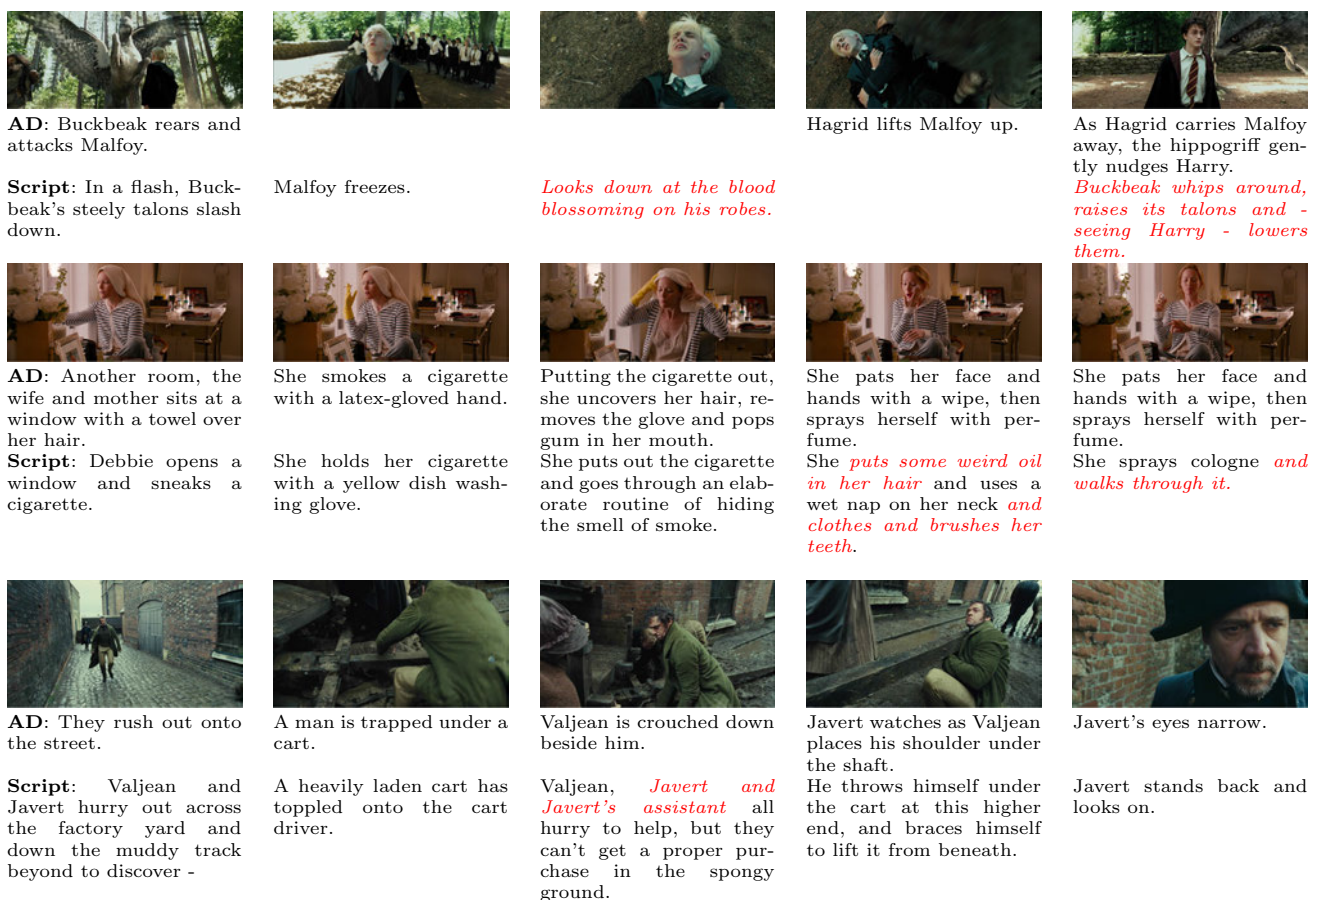 AD: Buckbeak rears and
attacks Malfoy.
Hagrid lifts Malfoy up.
As Hagrid carries Malfoy
away, the hippogriff gen-
tly nudges Harry.
Script: In a flash, Buck-
beak's steely talons slash
down.
Malfoy freezes.
Looks down at the blood
blossoming on his robes.
Buckbeak whips around,
raises its talons and -
seeing Harry - lowers
them.
AD: Another room, the
wife and mother sits at a
window with a towel over
her hair.
She smokes a cigarette
with a latex-gloved hand.
Putting the cigarette out,
she uncovers her hair, re-
moves the glove and pops
gum in her mouth.
She pats her face and
hands with a wipe, then
sprays herself with per-
fume.
She pats her face and
hands with a wipe, then
sprays herself with per-
fume.
Script: Debbie opens a
window and sneaks a
cigarette.
She holds her cigarette
with a yellow dish wash-
ing glove.
She puts out the cigarette
and goes through an elab-
orate routine of hiding
the smell of smoke.
She puts some weird oil
in her hair and uses a
wet nap on her neck and
clothes and brushes her
teeth.
She sprays cologne and
walks through it.
AD: They rush out onto
the street.
A man is trapped under a
cart.
Valjean is crouched down
beside him.
Javert watches as Valjean
places his shoulder under
the shaft.
Javert's eyes narrow.
Script: Valjean and
Javert hurry out across
the factory yard and
down the muddy track
beyond to discover -
A heavily laden cart has
toppled onto the cart
driver.
Valjean, Javert and
Javert's assistant all
hurry to help, but they
can't get a proper pur-
chase in the spongy
ground.
He throws himself under
the cart at this higher
end, and braces himself
to lift it from beneath.
Javert stands back and
looks on.